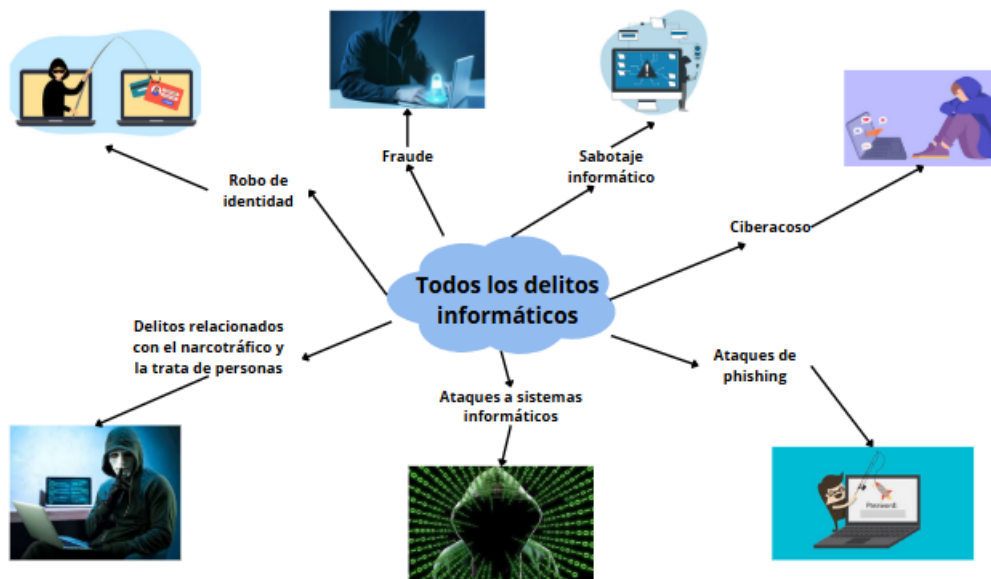 Fraude
Sabotaje
informático
Robo de
identidad
Ciberacoso
Todos los delitos
informáticos
Delitos relacionados
con el narcotráfico y
la trata de personas
Ataques de
phishing
Ataques a sistemas
informáticos
Password: